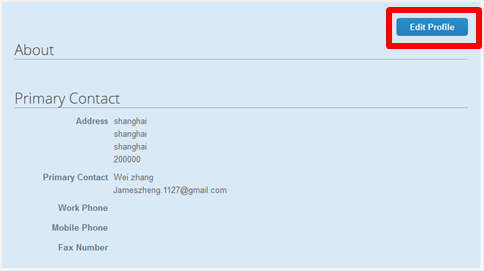 Edit Profile
About
Primary Contact
Address shanghai
shanghai
shanghai
200000
Primary Contact Wei zhang
Jameszheng.1127@gmail.com
Work Phone
Mobile Phone
Fax Number